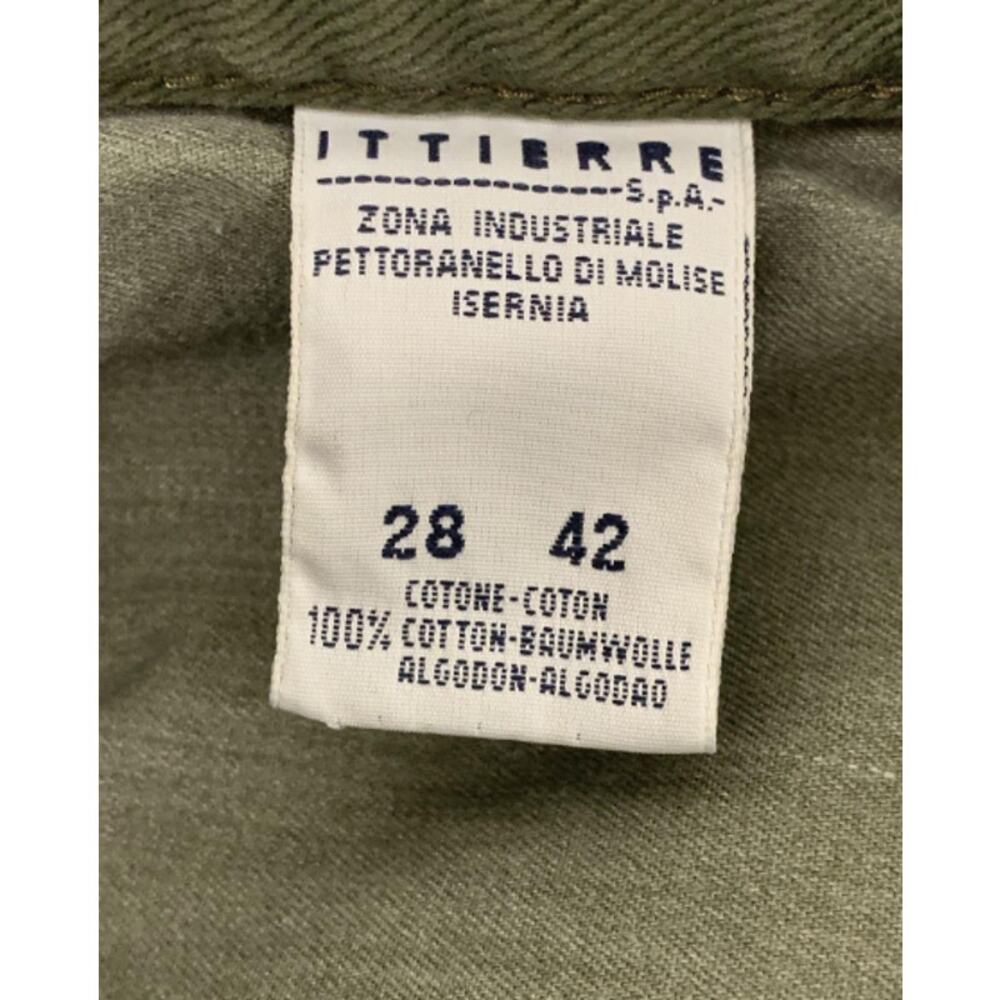 ITTIERRE
S.p.A.-
ZONA INDUSTRIALE
PETTORANELLO DI MOLISE
ISERNIA
28 42
COTONE-COTON
100% COTTON-BAUMWOLLE
ALGODON-ALGODAO